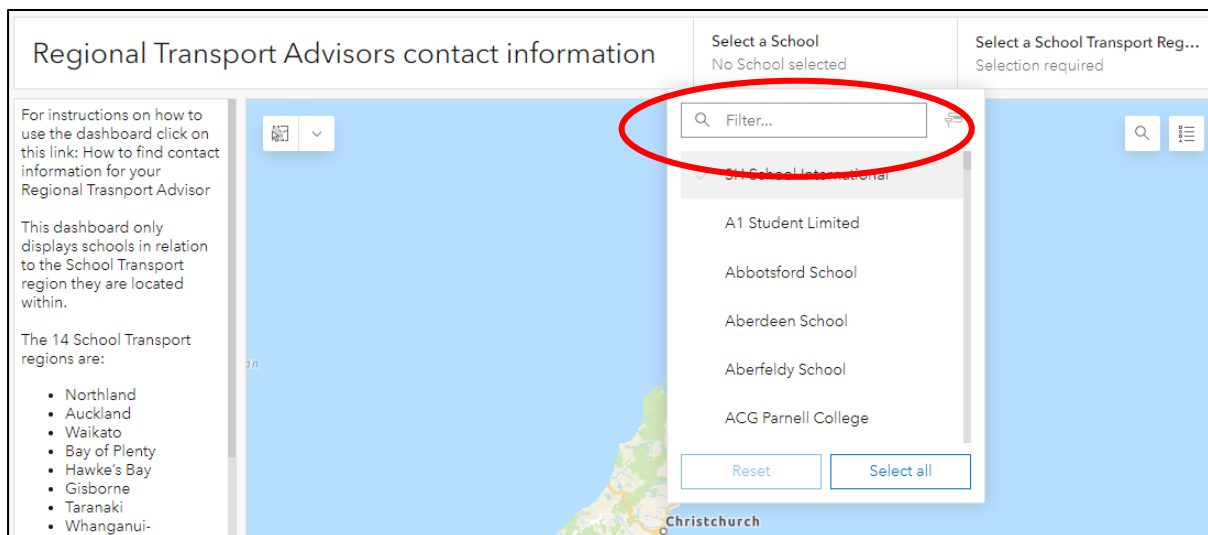 Regional Transport Advisors contact information
Select a School
No School selected
Select a School Transport Reg...
Selection required
For instructions on how to
use the dashboard click on
this link: How to find contact
information for your
Regional Trasnport Advisor
This dashboard only
displays schools in relation
to the School Transport
region they are located
within.
The 14 School Transport
regions are:
• Northland
• Auckland
• Waikato
• Bay of Plenty
• Hawke's Bay
• Gisborne
• Taranaki
• Whanganui-
Filter...
School International
A1 Student Limited
Abbotsford School
Aberdeen School
Aberfeldy School
ACG Parnell College
Reset
Select all
an
Christchurch